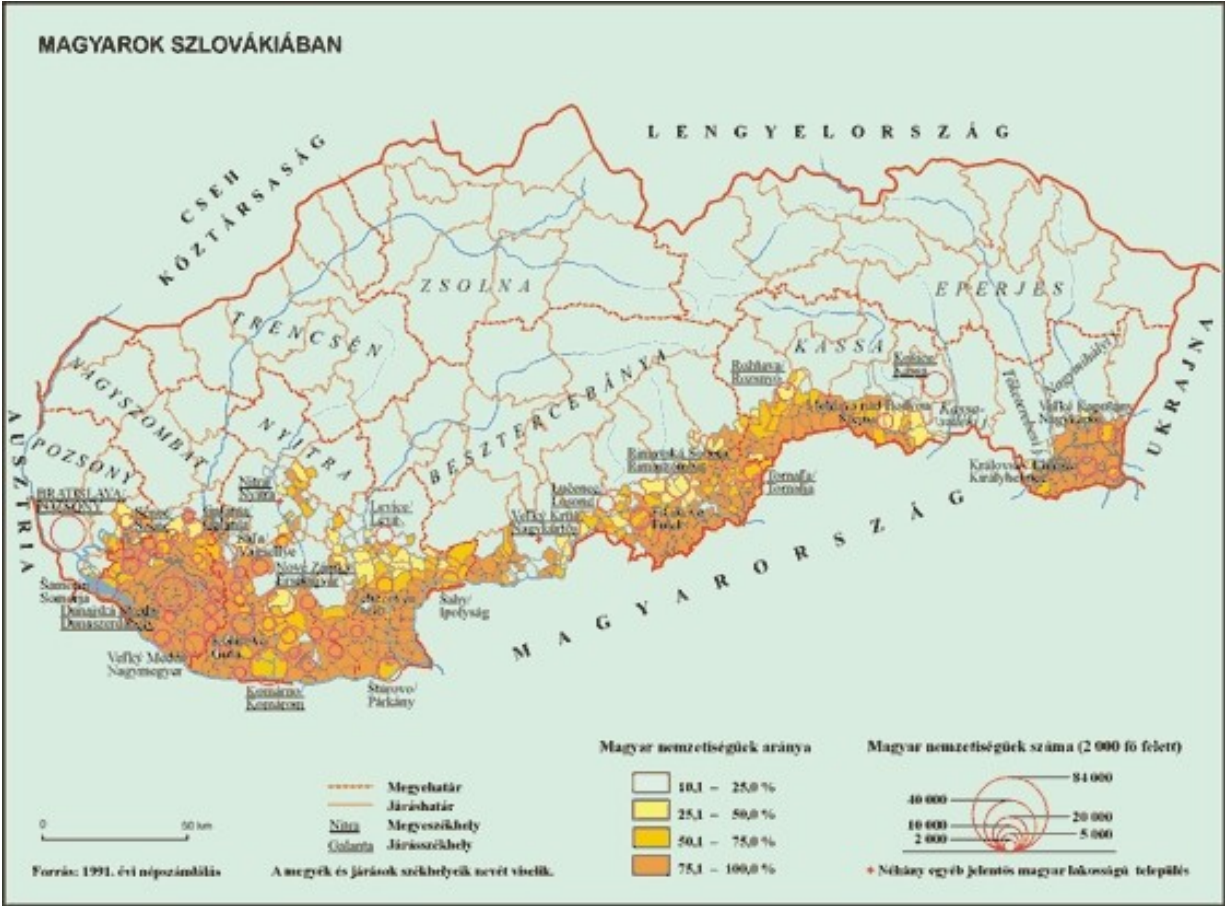 MAGYAROK SZLOVÁKIÁBAN
LENGYELORSZÁG
CSEH
KÖZTÁRSASÁG
ZSOLNA
EPERJES
TRENCSÉN
KASSA
Košice/
Kassa
UKRAJNA
NAGYSZOMBAT
NYITRA
BESZTERCEBÁNYA
Rožňava/
Rozsnyó
AUSZTRIA
POZSONY
BRATISLAVA/
POZSONY
Nitra/
Nyitra
Levice/
Léva
Lučenec/
Losonc
Tornaľa/
Tornalja
Galanta/
Galánta
Šaľa/
Vágsellye
Nové Zámky/
Érsekújvár
Veľký Krtíš/
Nagykürtös
Veľké Kapušany/
Nagykapos
Királyhelmec
Šamorín/
Somorja
Dunajská Streda/
Dunaszerdahely
Šahy/
Ipolyság
Veľký Meder/
Nagymegyer
Komárno/
Komárom
Štúrovo/
Párkány
MAGYARORSZÁG
Magyar nemzetiségűek aránya
10,1 – 25,0 %
25,1 – 50,0 %
50,1 – 75,0 %
75,1 – 100,0 %
Magyar nemzetiségűek száma (2 000 fő felett)
84 000
40 000
20 000
10 000
5 000
2 000
Néhány egyéb jelentős magyar lakosságú település
Megyehatár
Járáshatár
Nitra Megyeszékhely
Galanta Járásszékhely
0 50 km
Forrás: 1991. évi népszámlálás
A megyék és járások székhelyeik nevét viselik.